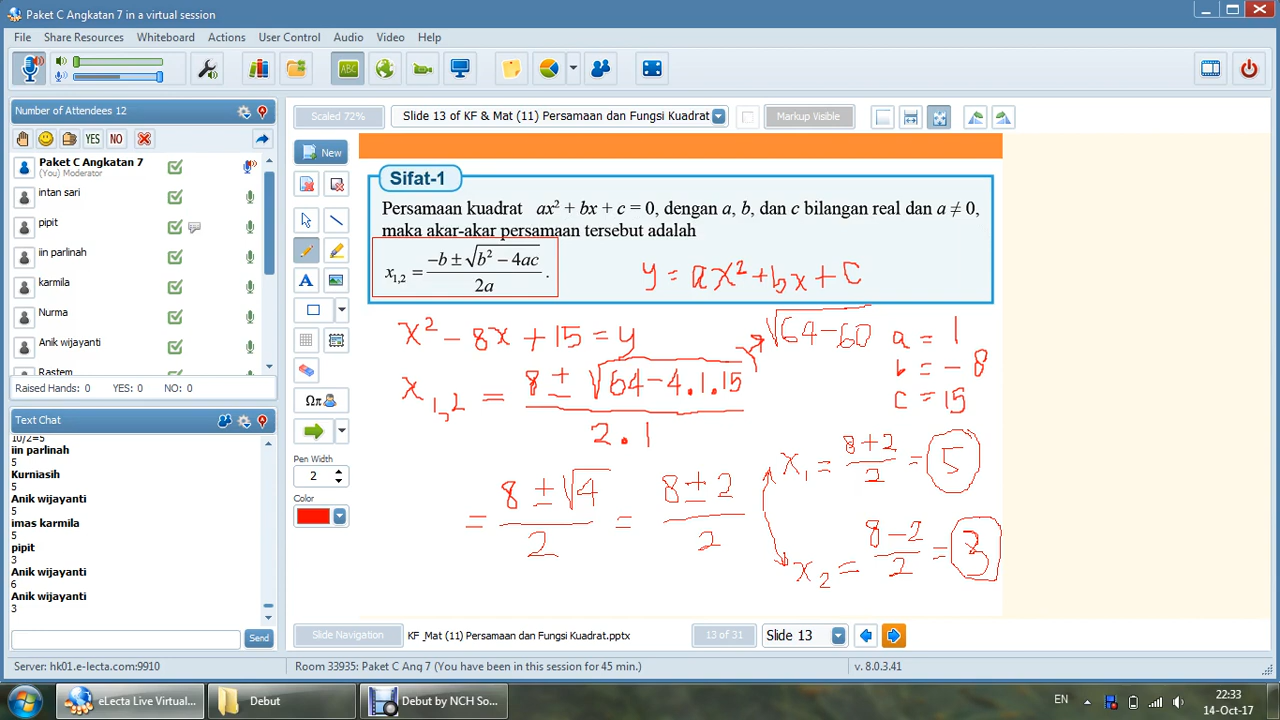 Paket C Angkatan 7 in a virtual session
File Share Resources Whiteboard Actions User Control Audio Video Help
Number of Attendees 12
YES NO
Paket C Angkatan 7
(You) Moderator
intan sari
pipit
iin parlinah
karmila
Nurma
Anik wijayanti
Rastem
Raised Hands: 0 YES: 0 NO: 0
Text Chat
10/2=5
iin parlinah
5
Kurniasih
5
Anik wijayanti
5
imas karmila
5
pipit
3
Anik wijayanti
6
Anik wijayanti
3
Send
Scaled 72% Slide 13 of KF & Mat (11) Persamaan dan Fungsi Kuadrat Markup Visible
New
A
Ωπ
Pen Width
2
Color
Sifat-1
Persamaan kuadrat ax² + bx + c = 0, dengan a, b, dan c bilangan real dan a ≠ 0,
maka akar-akar persamaan tersebut adalah
x₁,₂ = (−b ± √(b² − 4ac)) / 2a .
y = ax² + bx + c
x² − 8x + 15 = y
√(64 − 60)
a = 1
b = −8
c = 15
x₁,₂ = (8 ± √(64 − 4.1.15)) / 2.1
= (8 ± √4) / 2 = (8 ± 2) / 2
x₁ = (8 + 2) / 2 = 5
x₂ = (8 − 2) / 2 = 3
Slide Navigation KF _Mat (11) Persamaan dan Fungsi Kuadrat.pptx 13 of 31 Slide 13
Server: hk01.e-lecta.com:9910 Room 33935: Paket C Ang 7 (You have been in this session for 45 min.) v. 8.0.3.41
eLecta Live Virtual... Debut Debut by NCH So... EN 22:33
14-Oct-17